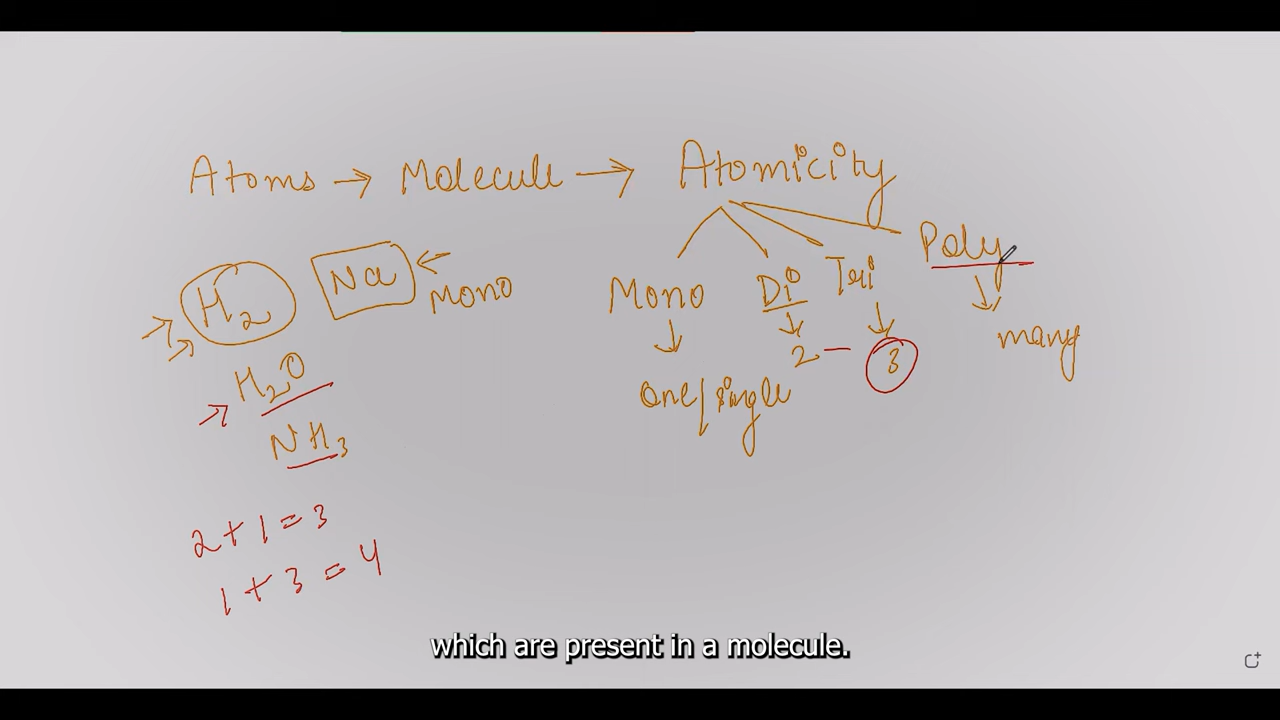 Atoms → Molecule → Atomicity
Mono Di Tri Poly
one/single 2 — 3 many
H2 Na ← Mono
H2O
NH3
2 + 1 = 3
1 + 3 = 4
which are present in a molecule.